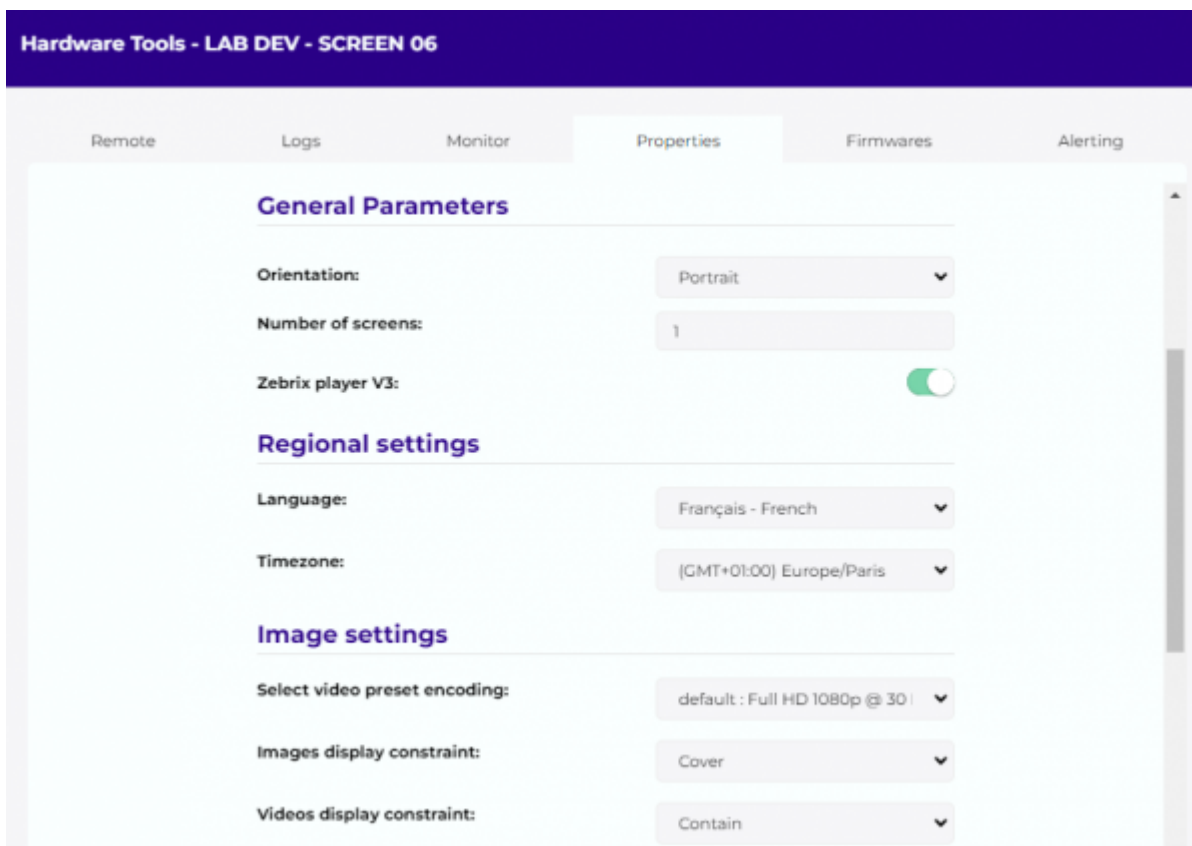 Hardware Tools - LAB DEV - SCREEN 06
Remote Logs Monitor Properties Firmwares Alerting
General Parameters
Orientation: Portrait
Number of screens: 1
Zebrix player V3:
Regional settings
Language: Français - French
Timezone: (GMT+01:00) Europe/Paris
Image settings
Select video preset encoding: default : Full HD 1080p @ 30
Images display constraint: Cover
Videos display constraint: Contain